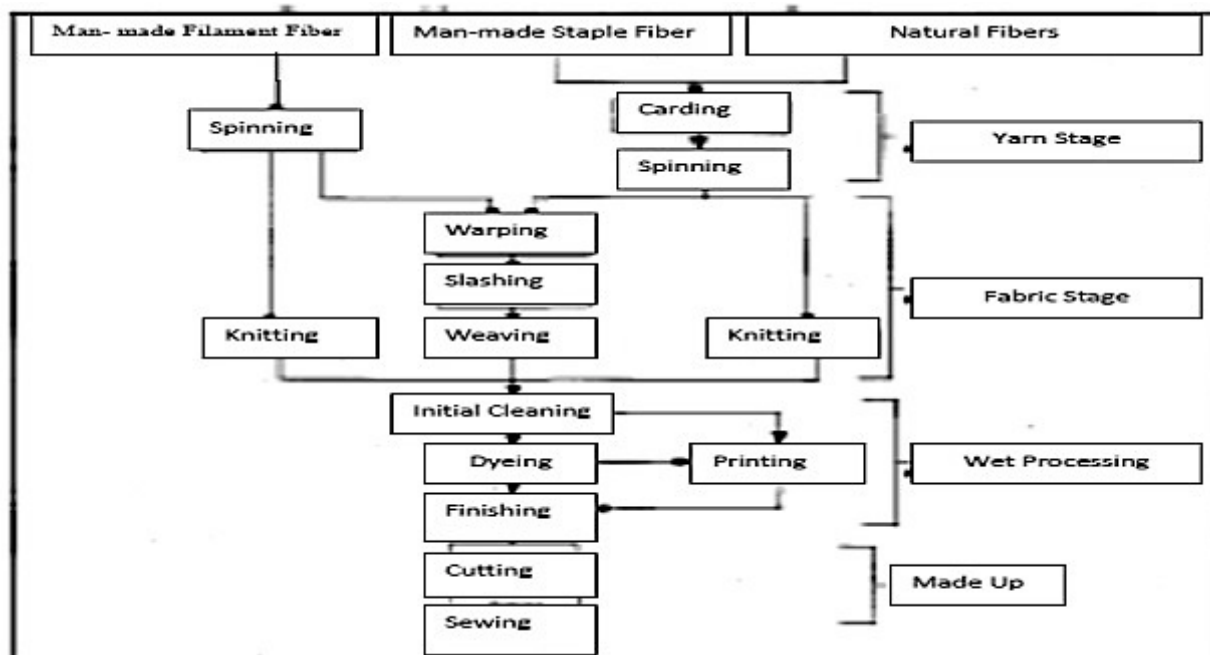 Man- made Filament Fiber
Man-made Staple Fiber
Natural Fibers
Carding
Spinning
Yarn Stage
Spinning
Warping
Slashing
Fabric Stage
Knitting
Weaving
Knitting
Initial Cleaning
Dyeing
Printing
Wet Processing
Finishing
Cutting
Made Up
Sewing